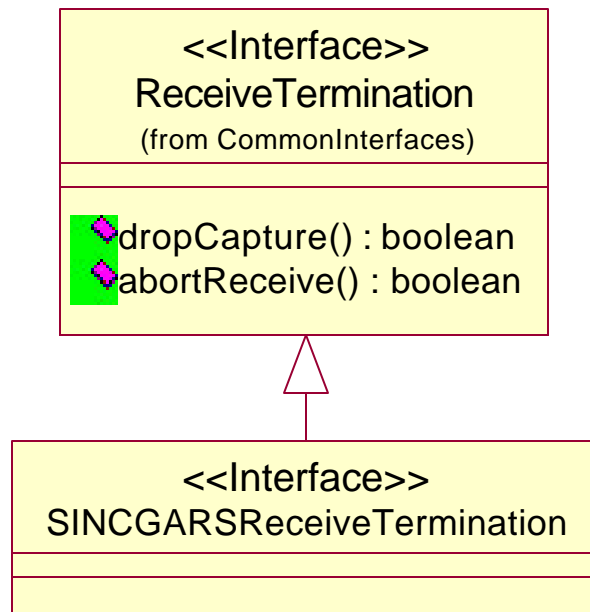 <<Interface>>
ReceiveTermination
(from CommonInterfaces)
dropCapture() : boolean
abortReceive() : boolean
<<Interface>>
SINCGARSReceiveTermination